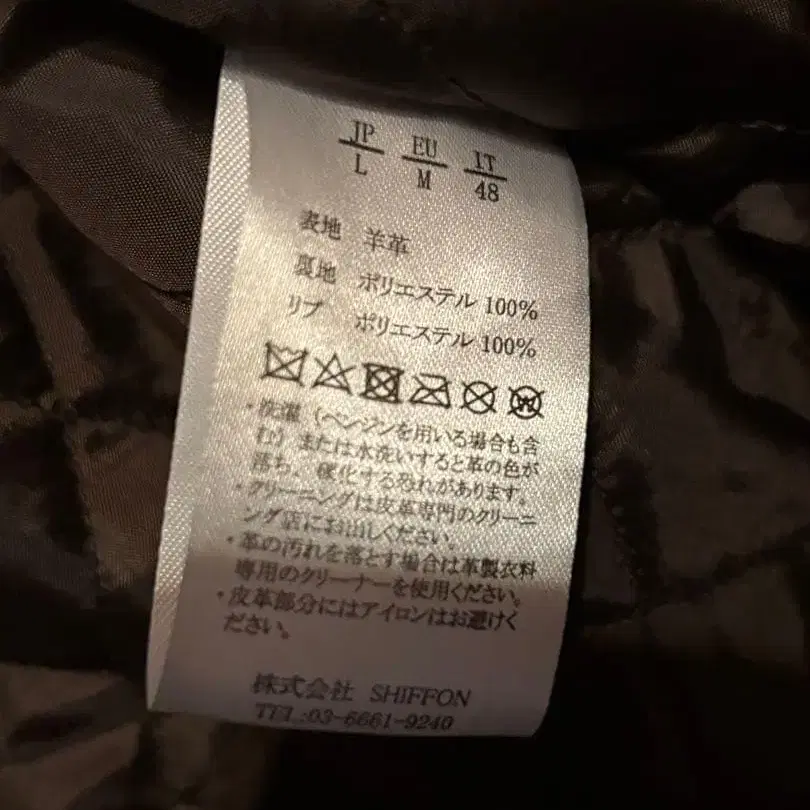 JP EU IT
L M 48
表地 羊革
裏地 ポリエステル 100%
リブ ポリエステル 100%
・洗濯（ベンジンを用いる場合も含
む）または水洗いすると革の色が
落ち、硬化する恐れがあります。
・クリーニングは皮革専門のクリーニ
ング店にお出しください。
・革の汚れを落とす場合は革製衣料
専用のクリーナーを使用ください。
・皮革部分にはアイロンはお避けく
ださい。
株式会社 SHIFFON
TEL:03-6661-9240